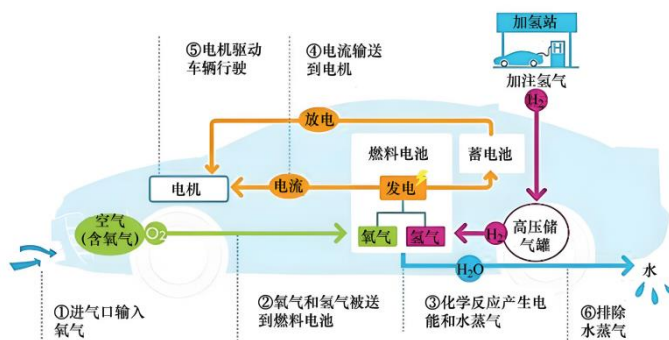 加氢站
⑤电机驱动
车辆行驶
④电流输送
到电机
加注氢气
H₂
放电
燃料电池
蓄电池
电机
电流
发电
空气
(含氧气)
O₂
氧气
氢气
H₂
高压储
气罐
H₂O
水
①进气口输入
氧气
②氧气和氢气被送
到燃料电池
③化学反应产生电
能和水蒸气
⑥排除
水蒸气